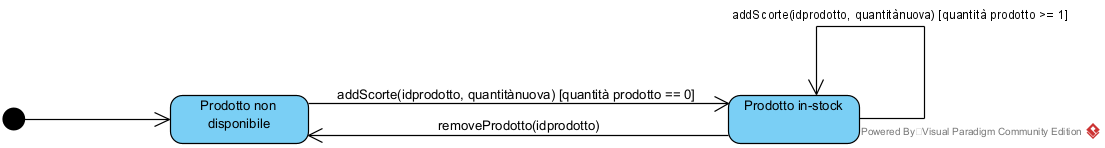 addScorte(idprodotto, quantitànuova) [quantità prodotto >= 1]
Prodotto non
disponibile
addScorte(idprodotto, quantitànuova) [quantità prodotto == 0]
removeProdotto(idprodotto)
Prodotto in-stock
Powered By Visual Paradigm Community Edition